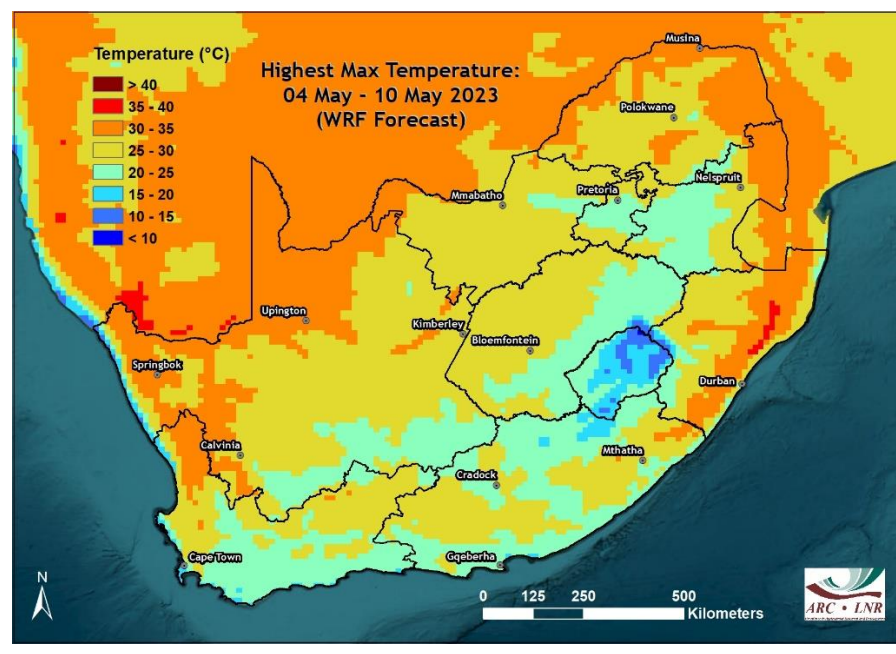 Temperature (°C)
> 40
35 - 40
30 - 35
25 - 30
20 - 25
15 - 20
10 - 15
< 10
Highest Max Temperature:
04 May - 10 May 2023
(WRF Forecast)
Musina
Polokwane
Nelspruit
Pretoria
Mmabatho
Upington
Kimberley
Bloemfontein
Springbok
Durban
Calvinia
Mthatha
Cradock
Cape Town
Gqeberha
N
0 125 250 500
Kilometers
ARC • LNR